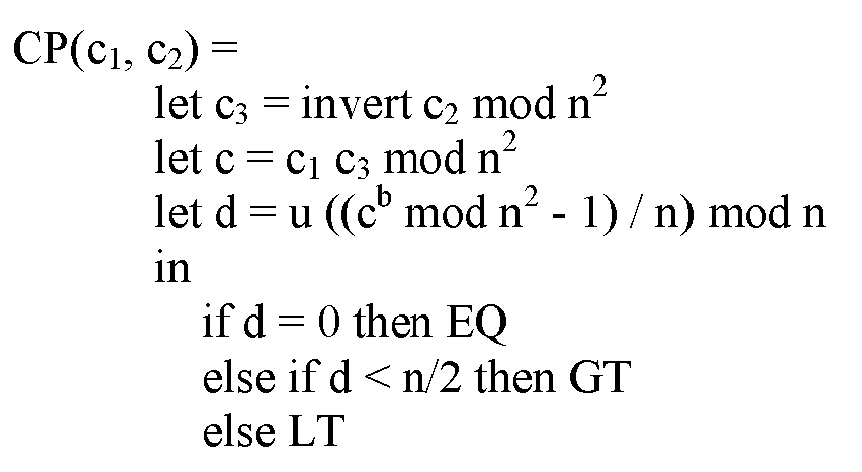 CP(c₁, c₂) =
let c₃ = invert c₂ mod n²
let c = c₁ c₃ mod n²
let d = u ((cᵇ mod n² - 1) / n) mod n
in
if d = 0 then EQ
else if d < n/2 then GT
else LT